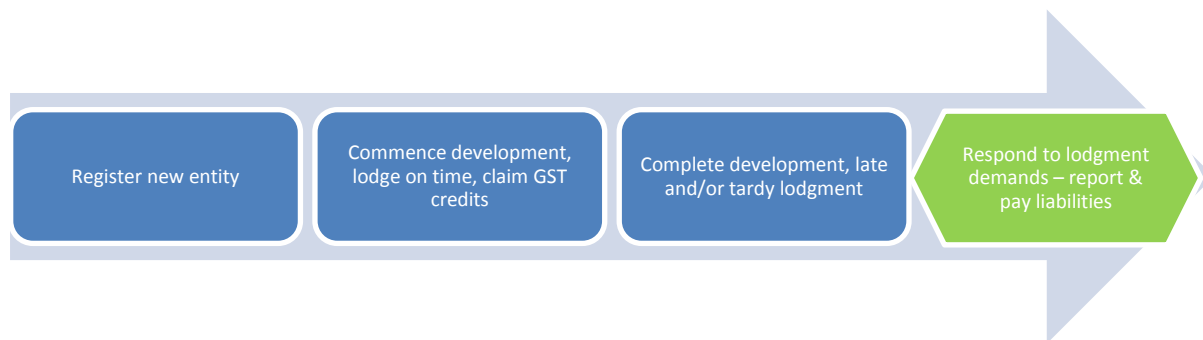 Register new entity
Commence development,
lodge on time, claim GST
credits
Complete development, late
and/or tardy lodgment
Respond to lodgment
demands – report &
pay liabilities